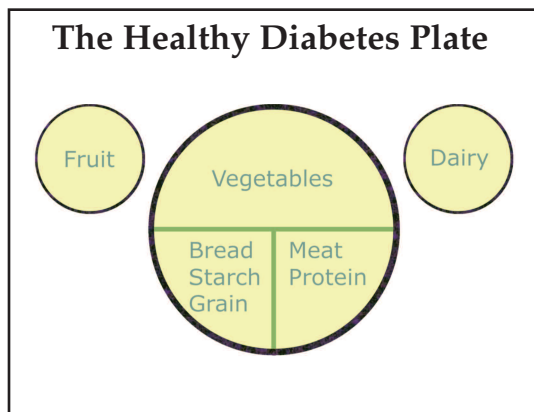 The Healthy Diabetes Plate
Fruit
Vegetables
Dairy
Bread
Starch
Grain
Meat
Protein